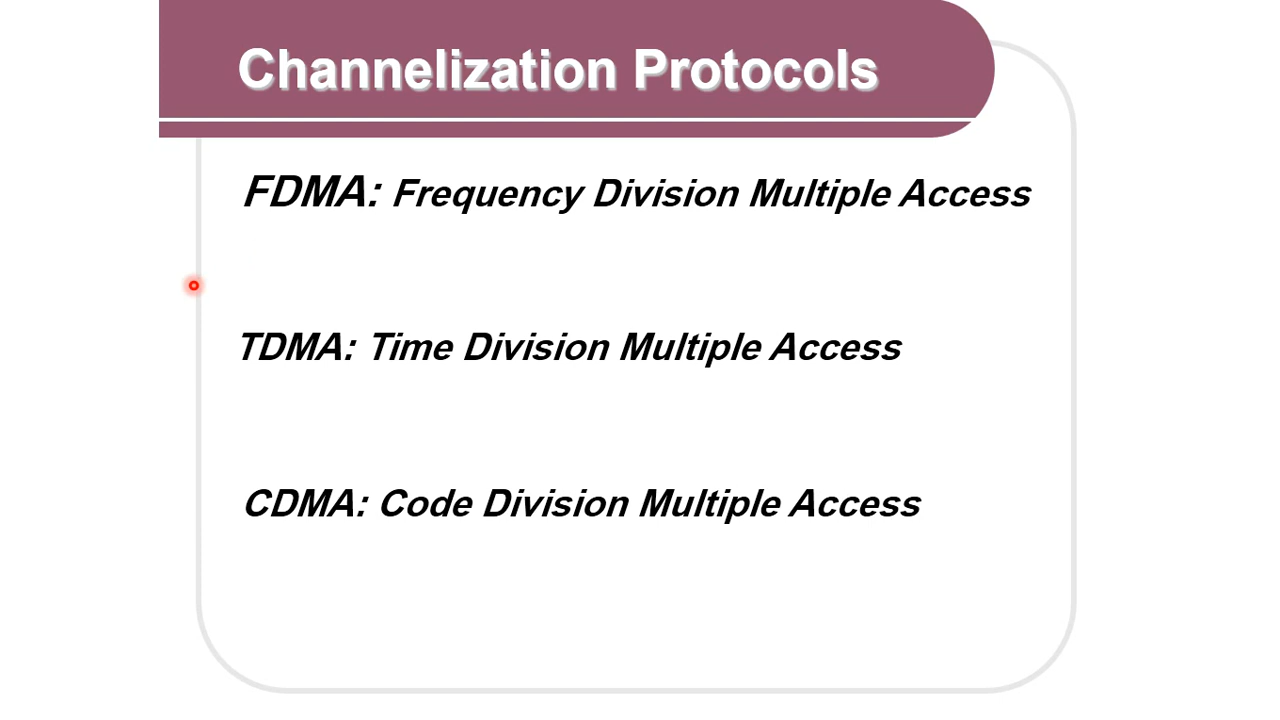 Channelization Protocols
FDMA: Frequency Division Multiple Access
TDMA: Time Division Multiple Access
CDMA: Code Division Multiple Access